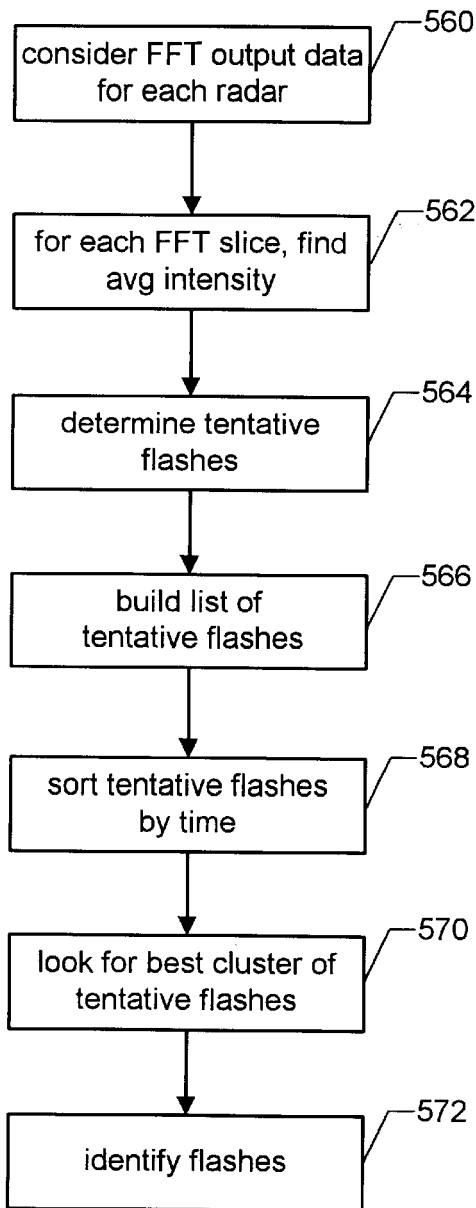 560
consider FFT output data
for each radar
562
for each FFT slice, find
avg intensity
564
determine tentative
flashes
566
build list of
tentative flashes
568
sort tentative flashes
by time
570
look for best cluster of
tentative flashes
572
identify flashes